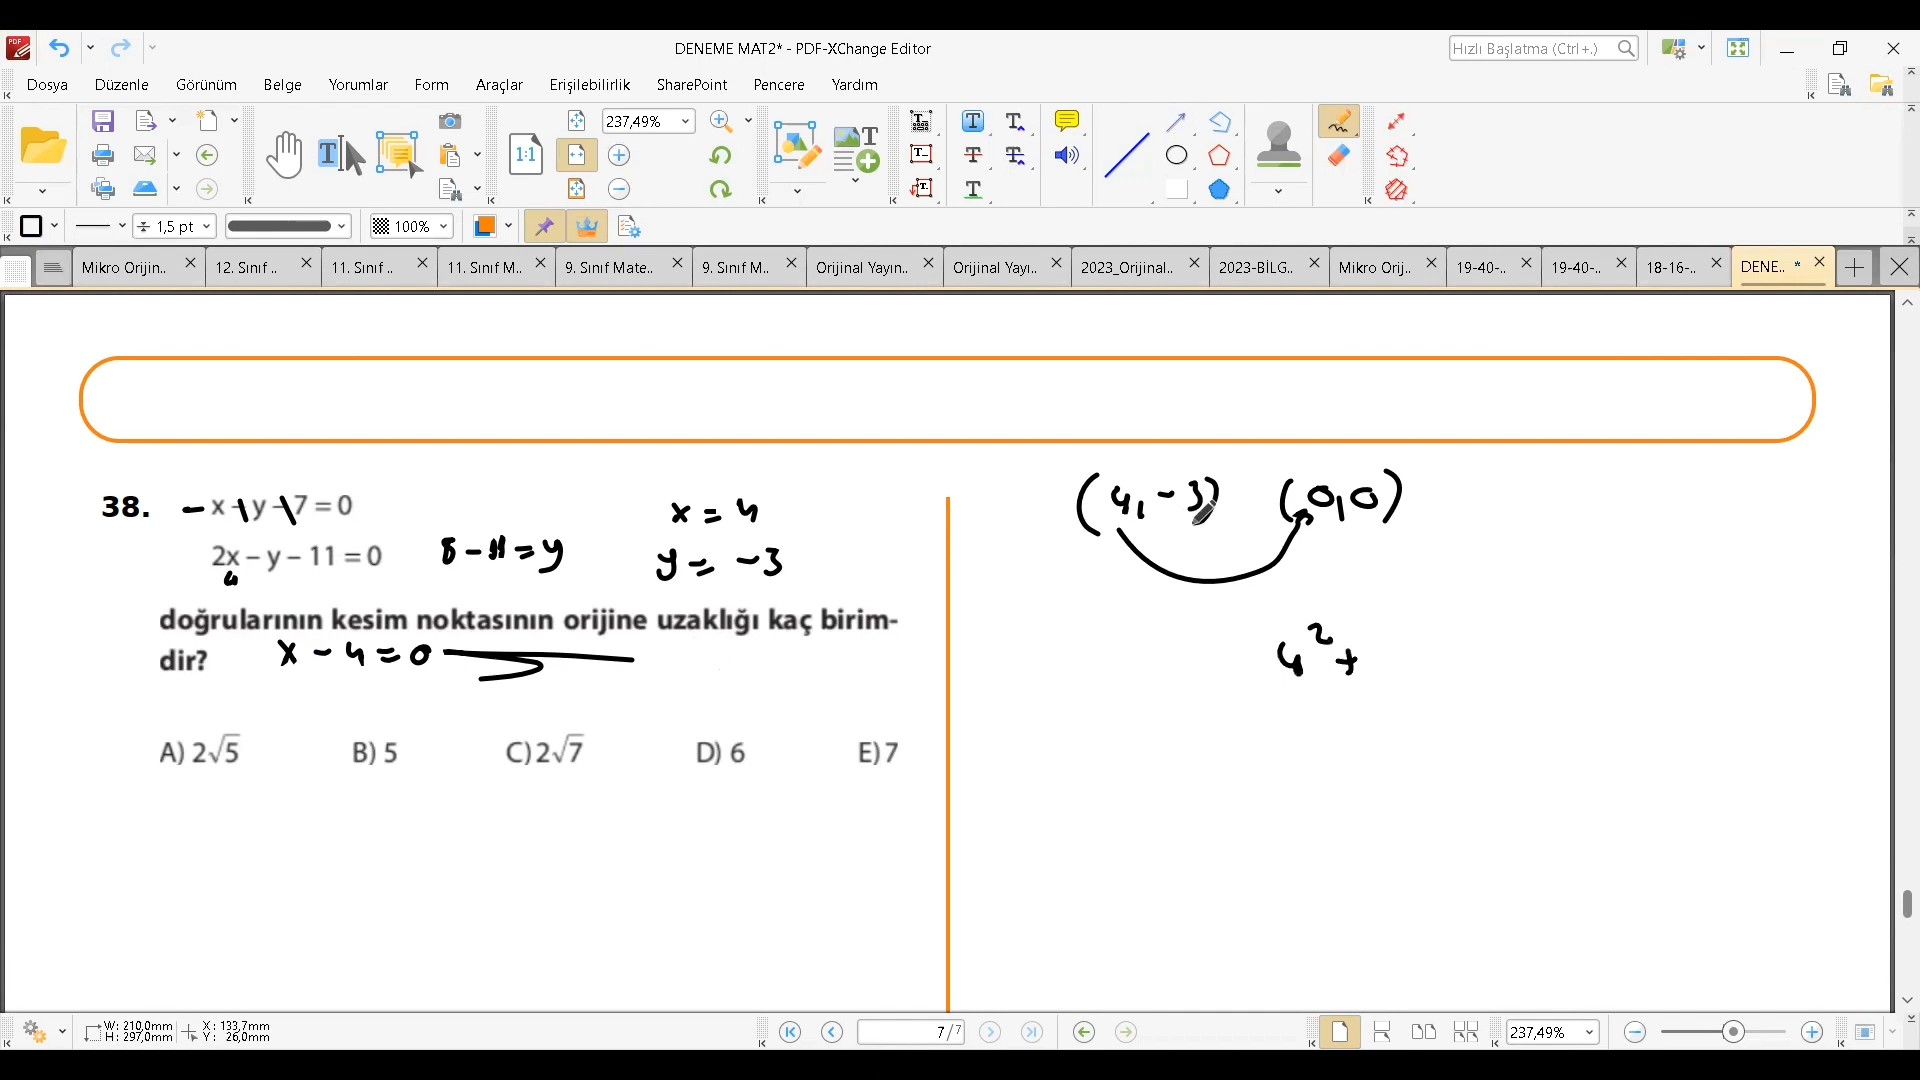 DENEME MAT2* - PDF-XChange Editor
Hızlı Başlatma (Ctrl+.)
Dosya Düzenle Görünüm Belge Yorumlar Form Araçlar Erişilebilirlik SharePoint Pencere Yardım
237,49%
1:1
1,5 pt 100%
Mikro Orijin.. 12. Sınıf .. 11. Sınıf .. 11. Sınıf M.. 9. Sınıf Mate.. 9. Sınıf M.. Orijinal Yayın.. Orijinal Yayı.. 2023_Orijinal.. 2023-BİLG.. Mikro Orij.. 19-40-.. 19-40-.. 18-16-.. DENE.. *
38. x - y - 7 = 0
2x - y - 11 = 0
4
8 - 11 = y
x = 4
y = -3
doğrularının kesim noktasının orijine uzaklığı kaç birim-
dir?
x - 4 = 0
A) 2√5 B) 5 C) 2√7 D) 6 E) 7
(4, -3) (0,0)
4² +
W: 210,0mm X: 133,7mm
H: 297,0mm Y: 26,0mm
7 / 7
237,49%